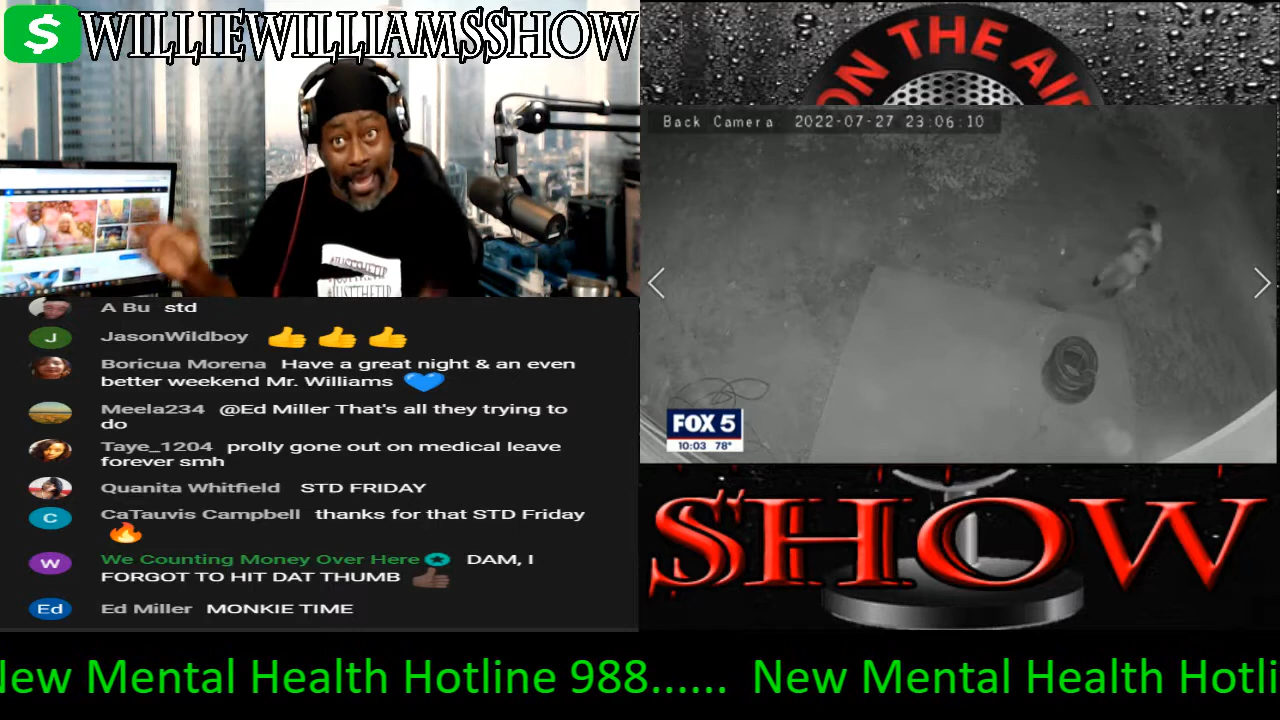 $ WILLIEWILLIAMSSHOW
ON THE AIR
Back Camera 2022-07-27 23:06:10
#JUSTTHETIP
A Bu std
J JasonWildboy 👍 👍 👍
Boricua Morena Have a great night & an even
better weekend Mr. Williams 💙
Meela234 @Ed Miller That's all they trying to
do
Taye_1204 prolly gone out on medical leave
forever smh
Quanita Whitfield STD FRIDAY
C CaTauvis Campbell thanks for that STD Friday
🔥
W We Counting Money Over Here DAM, I
FORGOT TO HIT DAT THUMB 👍🏿
Ed Ed Miller MONKIE TIME
FOX 5
10:03 78°
SHOW
New Mental Health Hotline 988...... New Mental Health Hotli